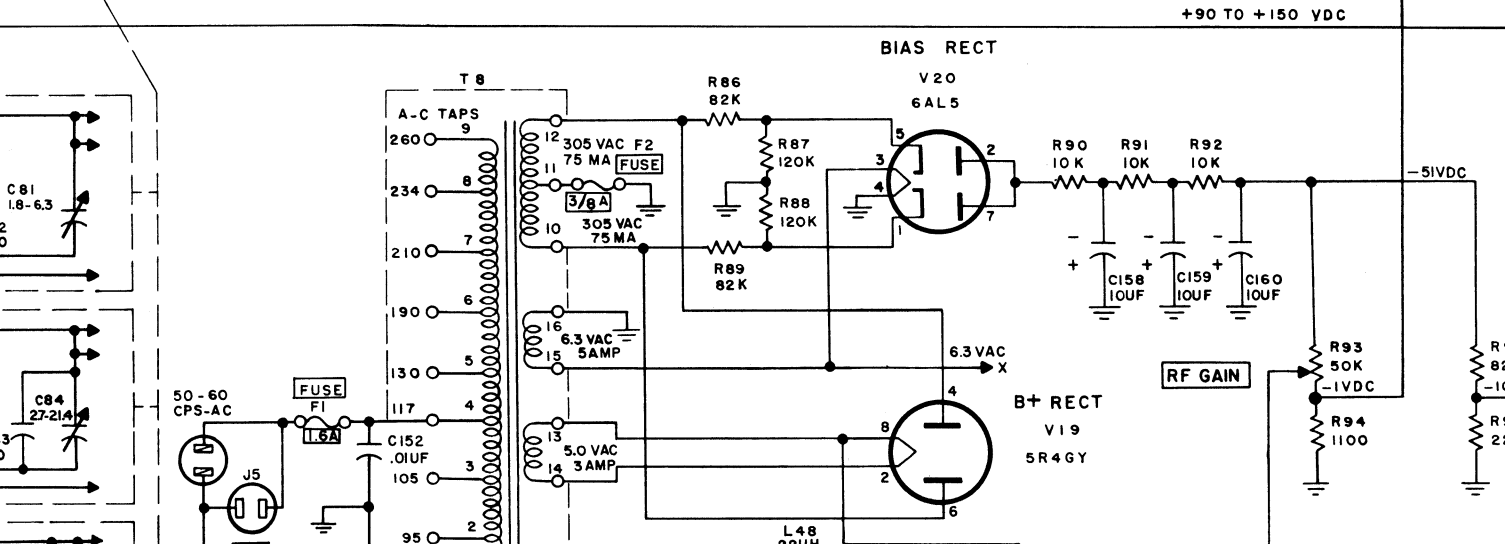 +90 TO +150 VDC
BIAS RECT
V20
6AL5
T8
A-C TAPS
9
260
8
234
7
210
6
190
5
130
4
117
3
105
2
95
12
305 VAC F2
75 MA FUSE
11
3/8A
305 VAC
10
75MA
16
6.3 VAC
5AMP
15
13
5.0 VAC
3AMP
14
R86
82K
R87
120K
R88
120K
R89
82K
5
3
4
1
2
7
R90
10K
R91
10K
R92
10K
-51VDC
-
+
C158
10UF
-
+
C159
10UF
-
+
C160
10UF
6.3 VAC
X
4
B+ RECT
V19
5R4GY
8
2
6
L48
RF GAIN
R93
50K
-1VDC
R94
1100
C81
1.8-6.3
C84
2.7-21.4
50-60
CPS-AC
FUSE
F1
1.6A
C152
.01UF
J5